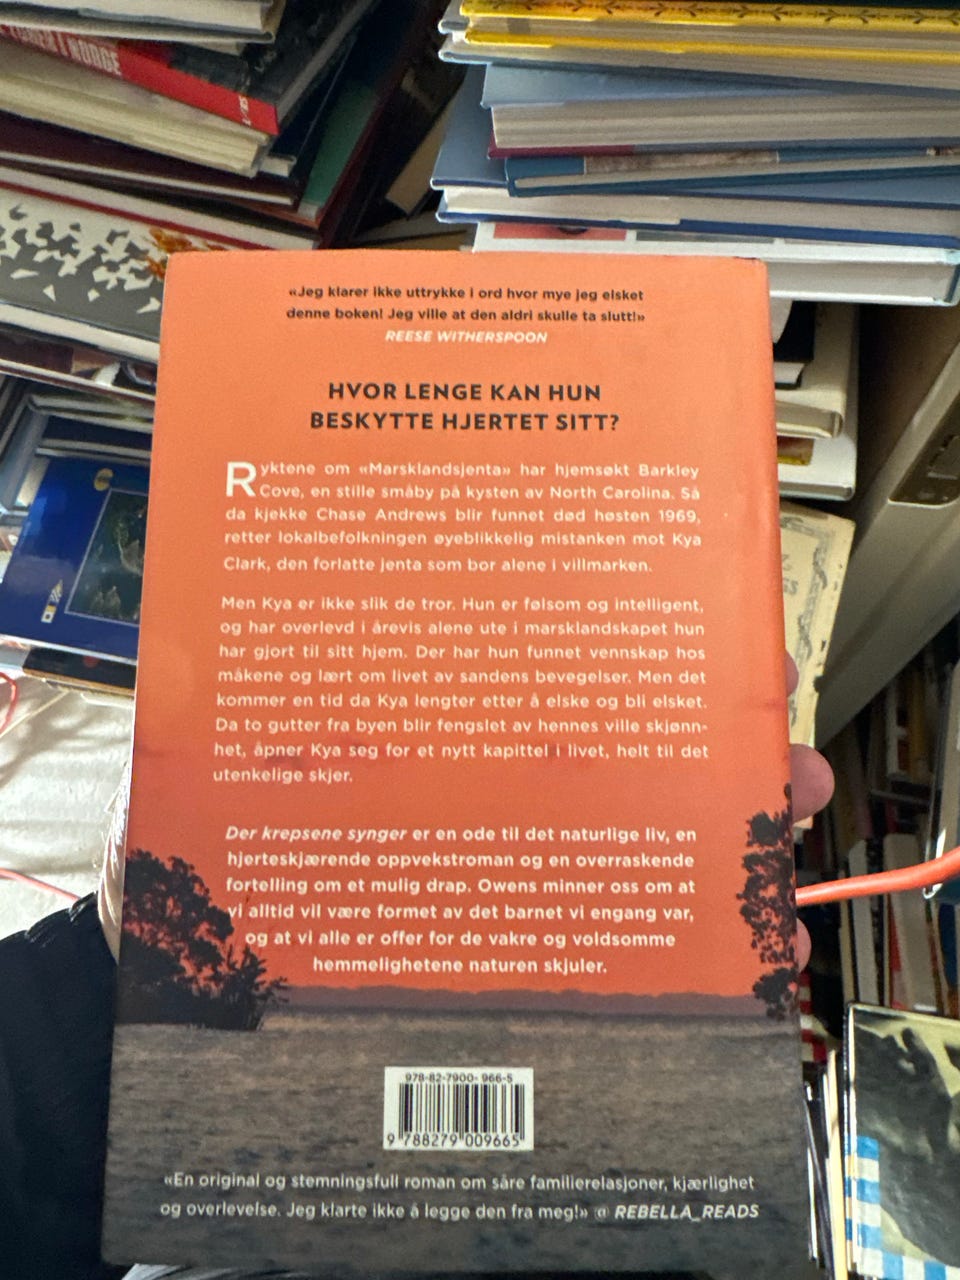 I NORGE
«Jeg klarer ikke uttrykke i ord hvor mye jeg elsket
denne boken! Jeg ville at den aldri skulle ta slutt!»
REESE WITHERSPOON
HVOR LENGE KAN HUN
BESKYTTE HJERTET SITT?
Ryktene om «Marsklandsjenta» har hjemsøkt Barkley
Cove, en stille småby på kysten av North Carolina. Så
da kjekke Chase Andrews blir funnet død høsten 1969,
retter lokalbefolkningen øyeblikkelig mistanken mot Kya
Clark, den forlatte jenta som bor alene i villmarken.
Men Kya er ikke slik de tror. Hun er følsom og intelligent,
og har overlevd i årevis alene ute i marsklandskapet hun
har gjort til sitt hjem. Der har hun funnet vennskap hos
måkene og lært om livet av sandens bevegelser. Men det
kommer en tid da Kya lengter etter å elske og bli elsket.
Da to gutter fra byen blir fengslet av hennes ville skjønn-
het, åpner Kya seg for et nytt kapittel i livet, helt til det
utenkelige skjer.
Der krepsene synger er en ode til det naturlige liv, en
hjerteskjærende oppvekstroman og en overraskende
fortelling om et mulig drap. Owens minner oss om at
vi alltid vil være formet av det barnet vi engang var,
og at vi alle er offer for de vakre og voldsomme
hemmelighetene naturen skjuler.
978-82-7900-966-5
9 788279 009665
«En original og stemningsfull roman om såre familierelasjoner, kjærlighet
og overlevelse. Jeg klarte ikke å legge den fra meg!» @ REBELLA_READS